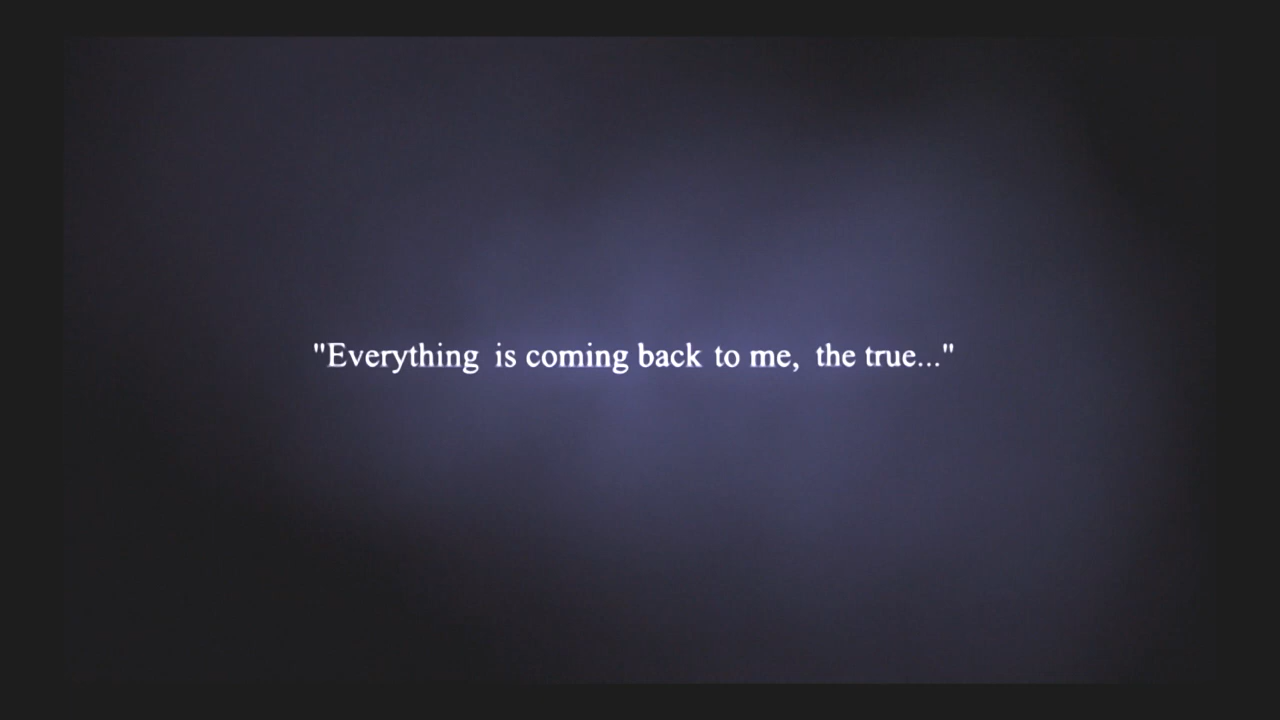 "Everything is coming back to me, the true..."